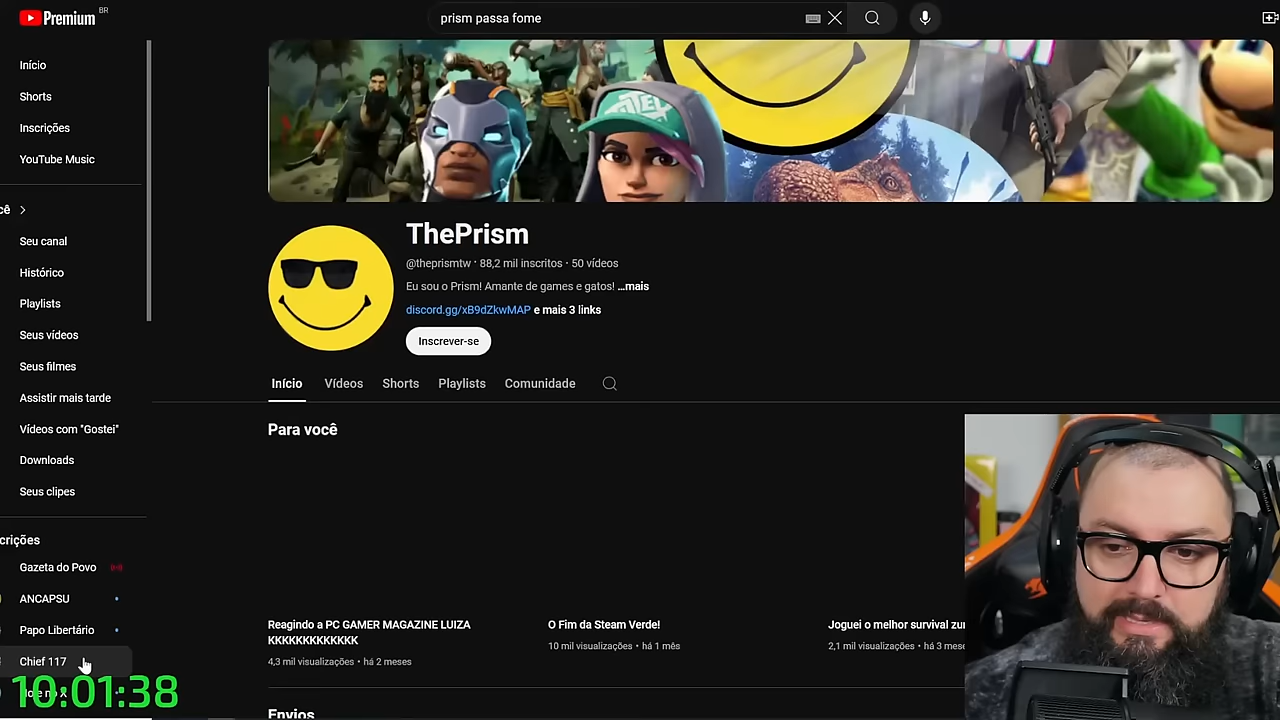 Premium BR
prism passa fome
Início
Shorts
Inscrições
YouTube Music
cê
Seu canal
Histórico
Playlists
Seus vídeos
Seus filmes
Assistir mais tarde
Vídeos com "Gostei"
Downloads
Seus clipes
crições
Gazeta do Povo
ANCAPSU
Papo Libertário
Chief 117
10:01:38
ThePrism
@theprismtw · 88,2 mil inscritos · 50 vídeos
Eu sou o Prism! Amante de games e gatos! ...mais
discord.gg/xB9dZkwMAP e mais 3 links
Inscrever-se
Início Vídeos Shorts Playlists Comunidade
Para você
Reagindo a PC GAMER MAGAZINE LUIZA
KKKKKKKKKKKK
4,3 mil visualizações · há 2 meses
O Fim da Steam Verde!
10 mil visualizações · há 1 mês
Joguei o melhor survival zu
2,1 mil visualizações · há 3 mese
Envios